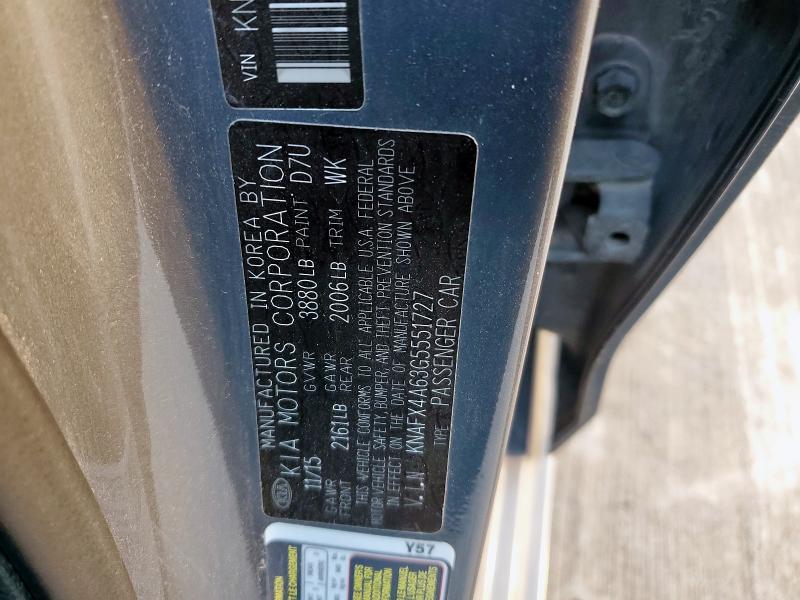 VIN KN
MANUFACTURED IN KOREA BY
KIA MOTORS CORPORATION
11/15 GVWR 3880LB PAINT D7U
GAWR FRONT 2161LB GAWR REAR 2006LB TRIM WK
THIS VEHICLE CONFORMS TO ALL APPLICABLE U.S.A. FEDERAL
MOTOR VEHICLE SAFETY, BUMPER, AND THEFT PREVENTION STANDARDS
IN EFFECT ON THE DATE OF MANUFACTURE SHOWN ABOVE
V.I.N: KNAFX4A63G5551727
TYPE: PASSENGER CAR
Y57